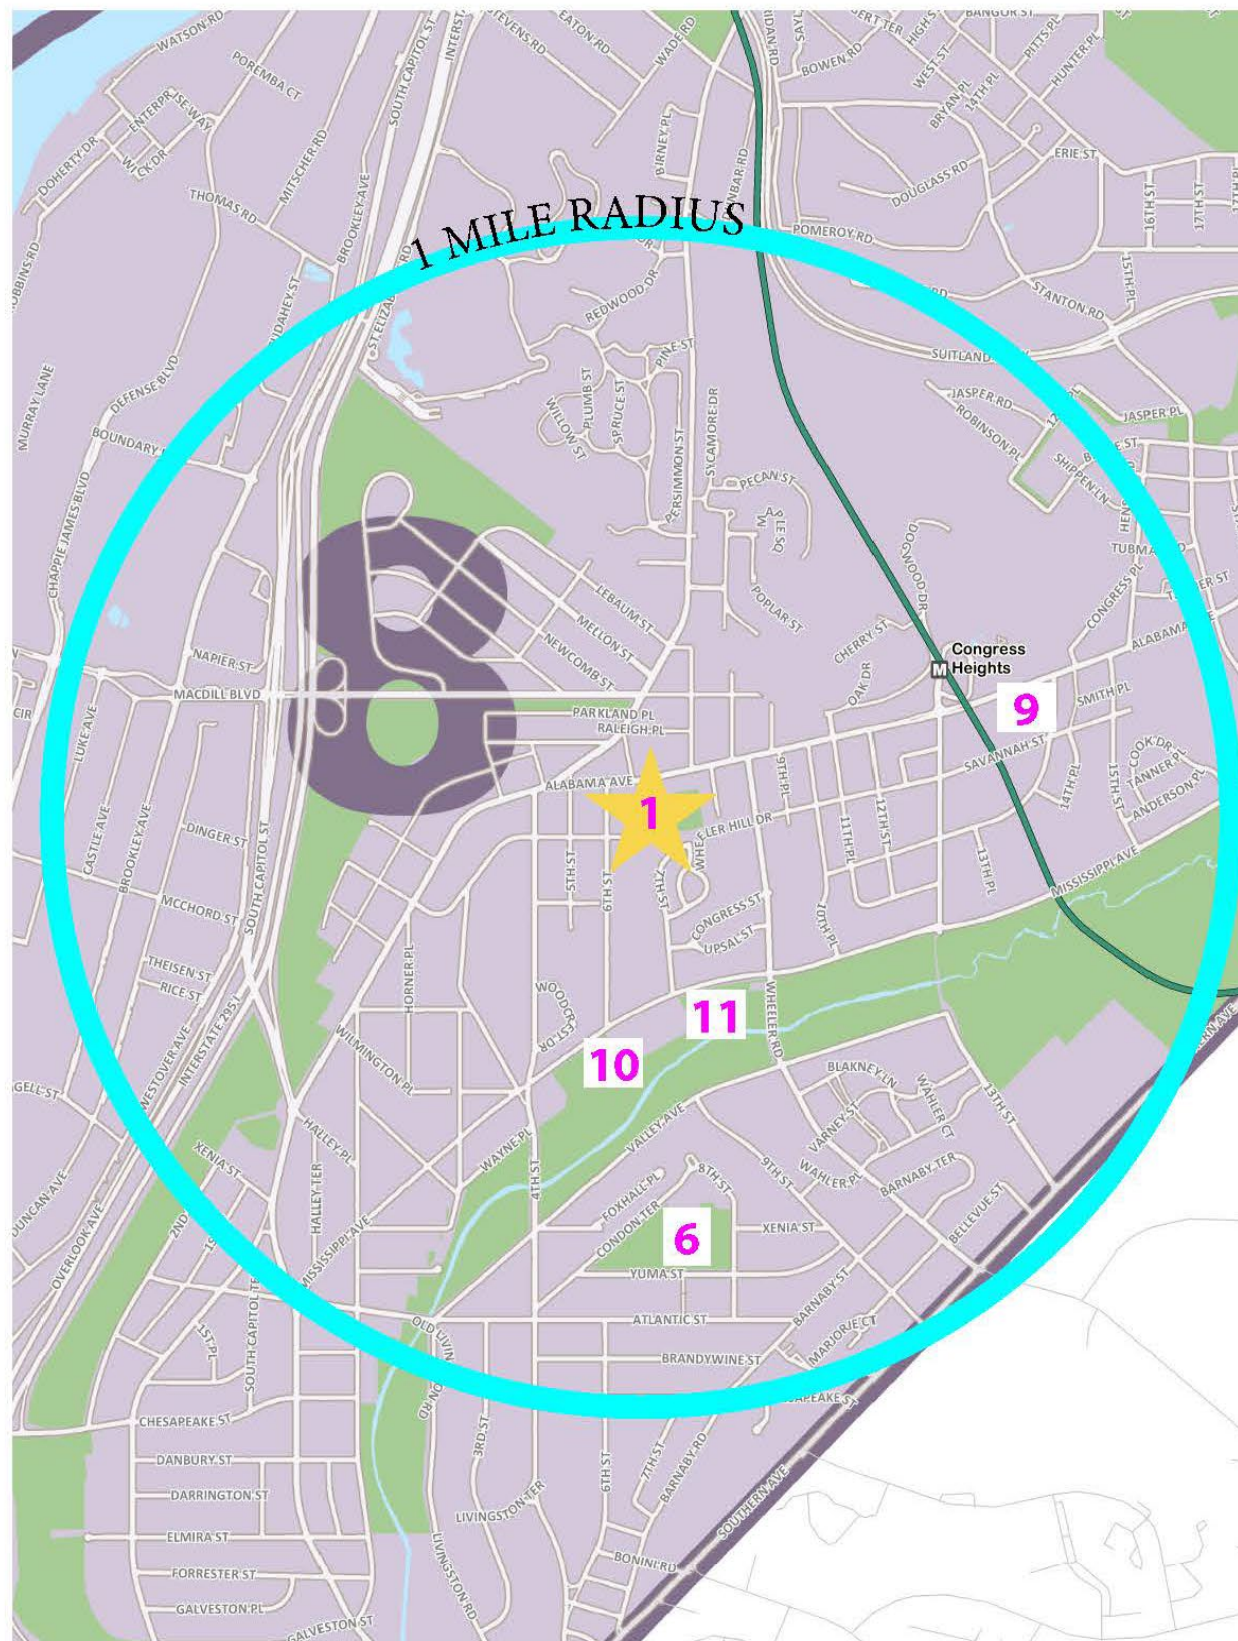 WATSON RD
POREMBA CT
SOUTH CAPITOL ST
STEVENS RD
EATON RD
WADE RD
BOWEN RD
HIGH ST
WEST ST
BRYAN PL
14TH PL
BANGOR ST
PITTS PL
HUNTER PL
DOHERTY DR
MITSCHER RD
THOMAS RD
BROOKLEY AVE
BIRNEY PL
DOUGLASS RD
ERIE ST
16TH ST
17TH ST
17TH PL
1 MILE RADIUS
POMEROY RD
15TH PL
STANTON RD
REDWOOD DR
MURRAY LANE
DEFENSE BLVD
PINE ST
PLUMB ST
SPRUCE ST
WILLOW ST
SYCAMORE DR
JASPER RD
ROBINSON PL
JASPER PL
SHIPPEN LN
CHAPPIE JAMES BLVD
PERSIMMON ST
PECAN ST
DOGWOOD DR
LEBAUM ST
MELLON ST
NEWCOMB ST
POPLAR ST
CHERRY ST
OAK DR
CONGRESS PL
ALABAMA AVE
Congress
Heights
M
NAPIER ST
MACDILL BLVD
LUKE AVE
PARKLAND PL
RALEIGH PL
9
SMITH PL
SAVANNAH ST
COOK DR
TANNER PL
ANDERSON PL
14TH PL
15TH ST
ALABAMA AVE
1
9TH PL
WHEELER HILL DR
11TH PL
12TH ST
13TH PL
DINGER ST
CASTLE AVE
BROOKLEY AVE
SOUTH CAPITOL ST
5TH ST
6TH ST
7TH ST
MCCHORD ST
CONGRESS ST
UPSAL ST
10TH PL
MISSISSIPPI AVE
THEISEN ST
RICE ST
HORNER PL
WOODCREST DR
11
WHEELER RD
WESTOVER AVE
INTERSTATE 295 I
WILMINGTON PL
10
BLAKNEY LN
WAHLER CT
13TH ST
VARNEY ST
HALLEY PL
WAYNE PL
VALLEY AVE
XENIA ST
4TH ST
8TH ST
9TH ST
WAHLER PL
BARNABY TER
DUNCAN AVE
OVERLOOK AVE
HALLEY TER
MISSISSIPPI AVE
FOXHALL PL
CONDON TER
6
XENIA ST
BELLEVUE ST
YUMA ST
BARNABY ST
ATLANTIC ST
MARJORIE CT
1ST PL
BRANDYWINE ST
CHESAPEAKE ST
3RD ST
6TH ST
7TH ST
BARNABY RD
DANBURY ST
DARRINGTON ST
LIVINGSTON TER
SOUTHERN AVE
ELMIRA ST
LIVINGSTON RD
BONINI RD
FORRESTER ST
GALVESTON PL
GALVESTON ST